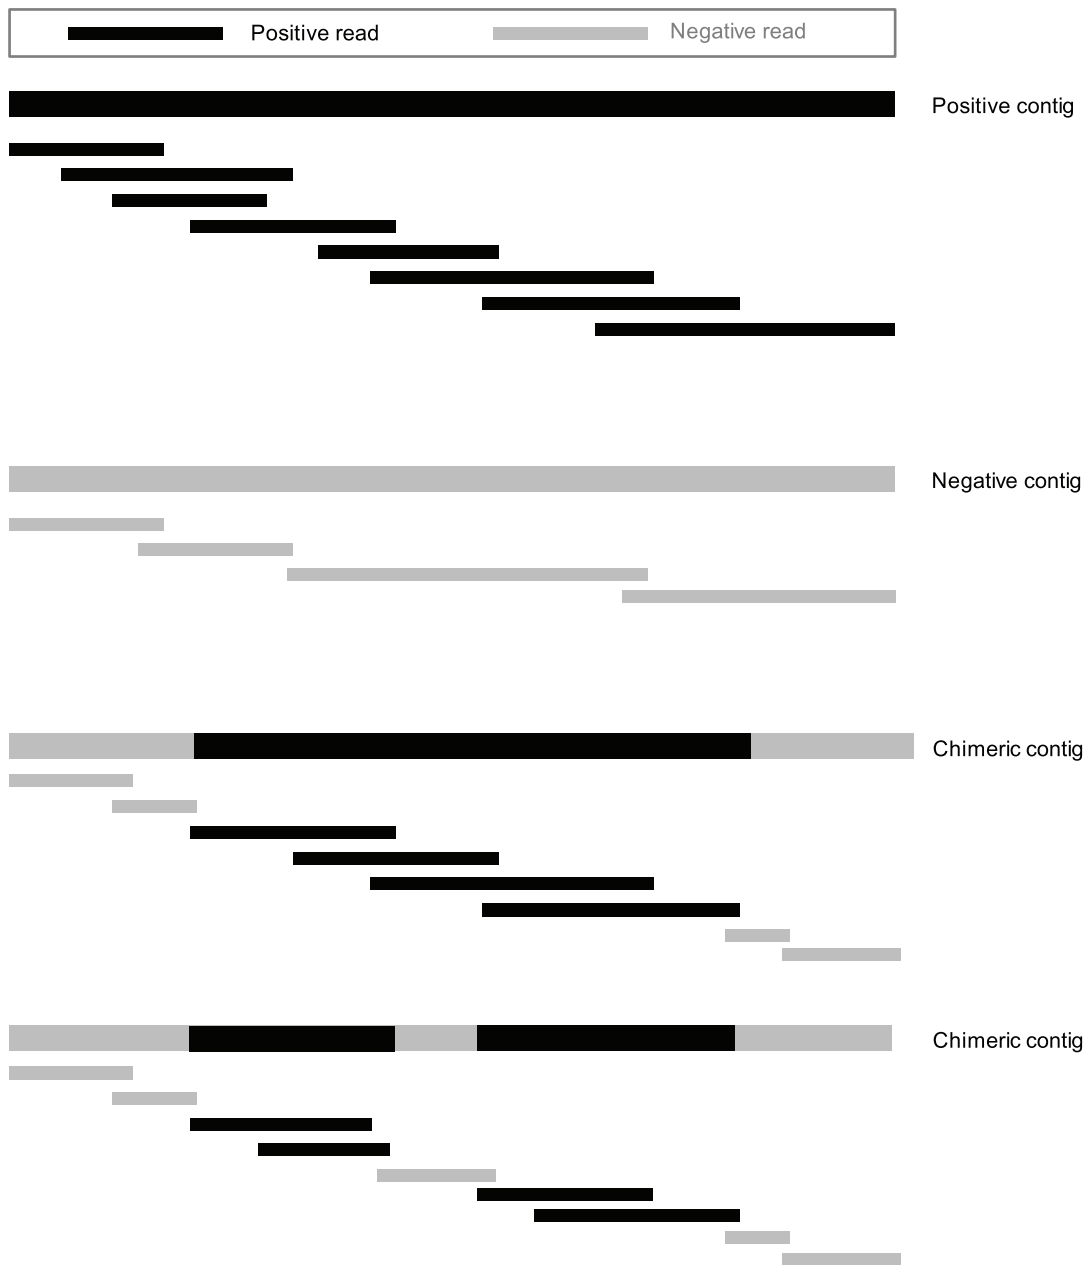 Positive read
Negative read
Positive contig
Negative contig
Chimeric contig
Chimeric contig